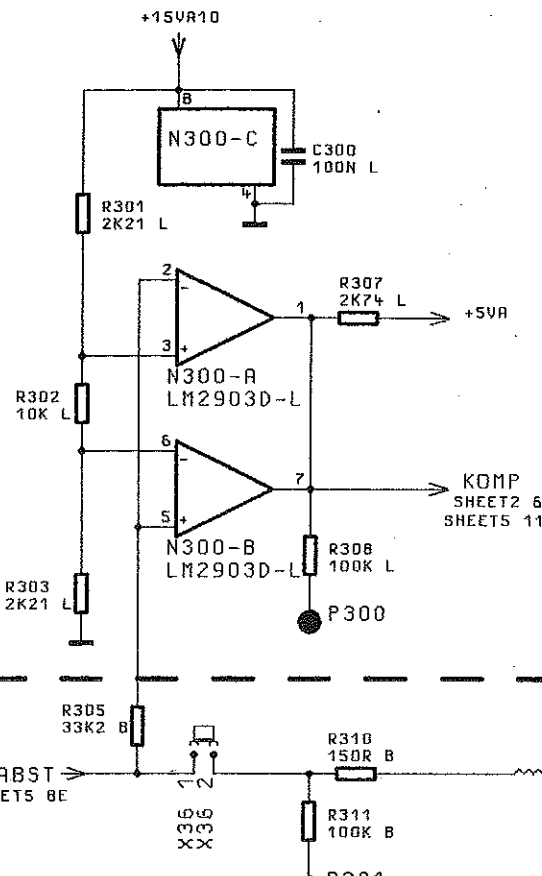 +15VA10
8
N300-C
C300
100N L
4
R301
2K21 L
2
-
1
R307
2K74 L
+5VA
3
+
N300-A
LM2903D-L
R302
10K L
6
-
7
KOMP
SHEET2 6
SHEET5 11
5
+
N300-B
LM2903D-L
R308
100K L
R303
2K21 L
P300
R305
33K2 B
R310
150R B
ABST
ET5 8E
1
2
X36
X36
R311
100K B